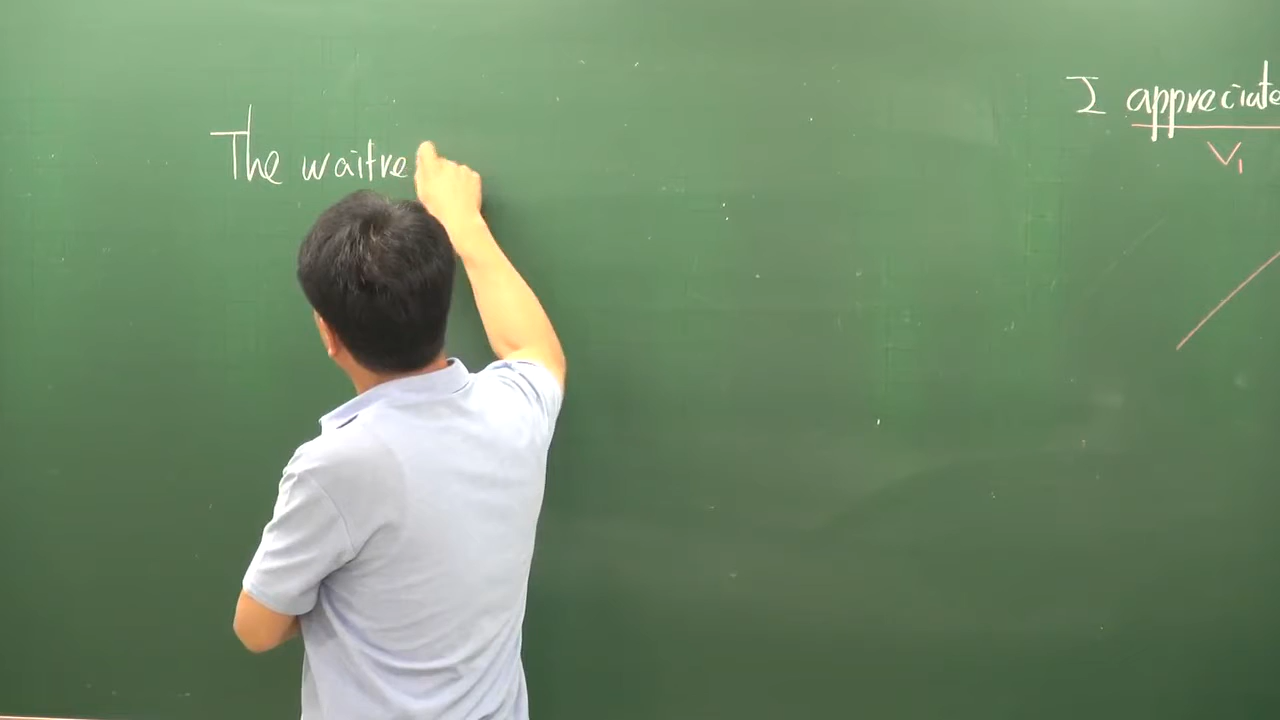 The waitre
I appreciate
V₁